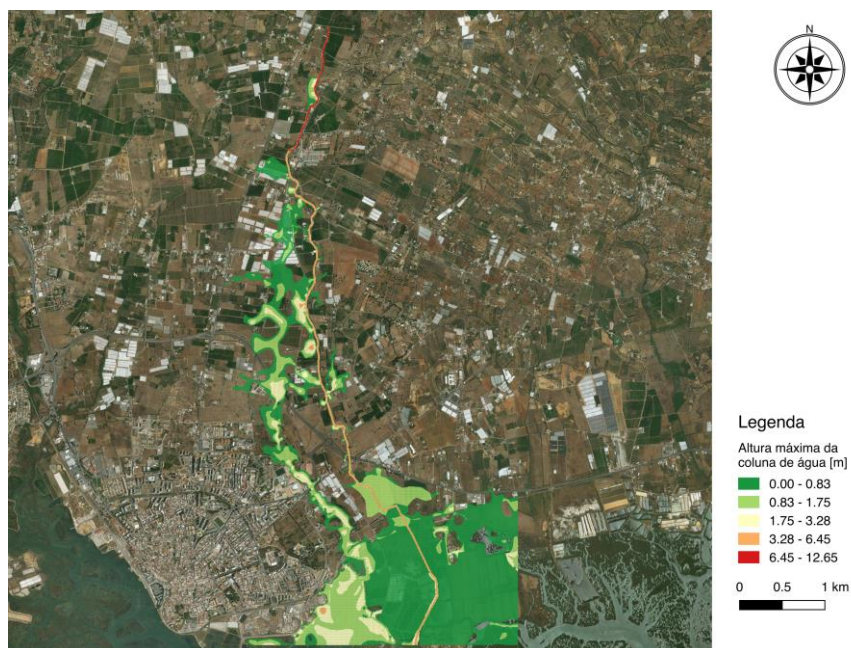 N
Legenda
Altura máxima da
coluna de água [m]
0.00 - 0.83
0.83 - 1.75
1.75 - 3.28
3.28 - 6.45
6.45 - 12.65
0 0.5 1 km